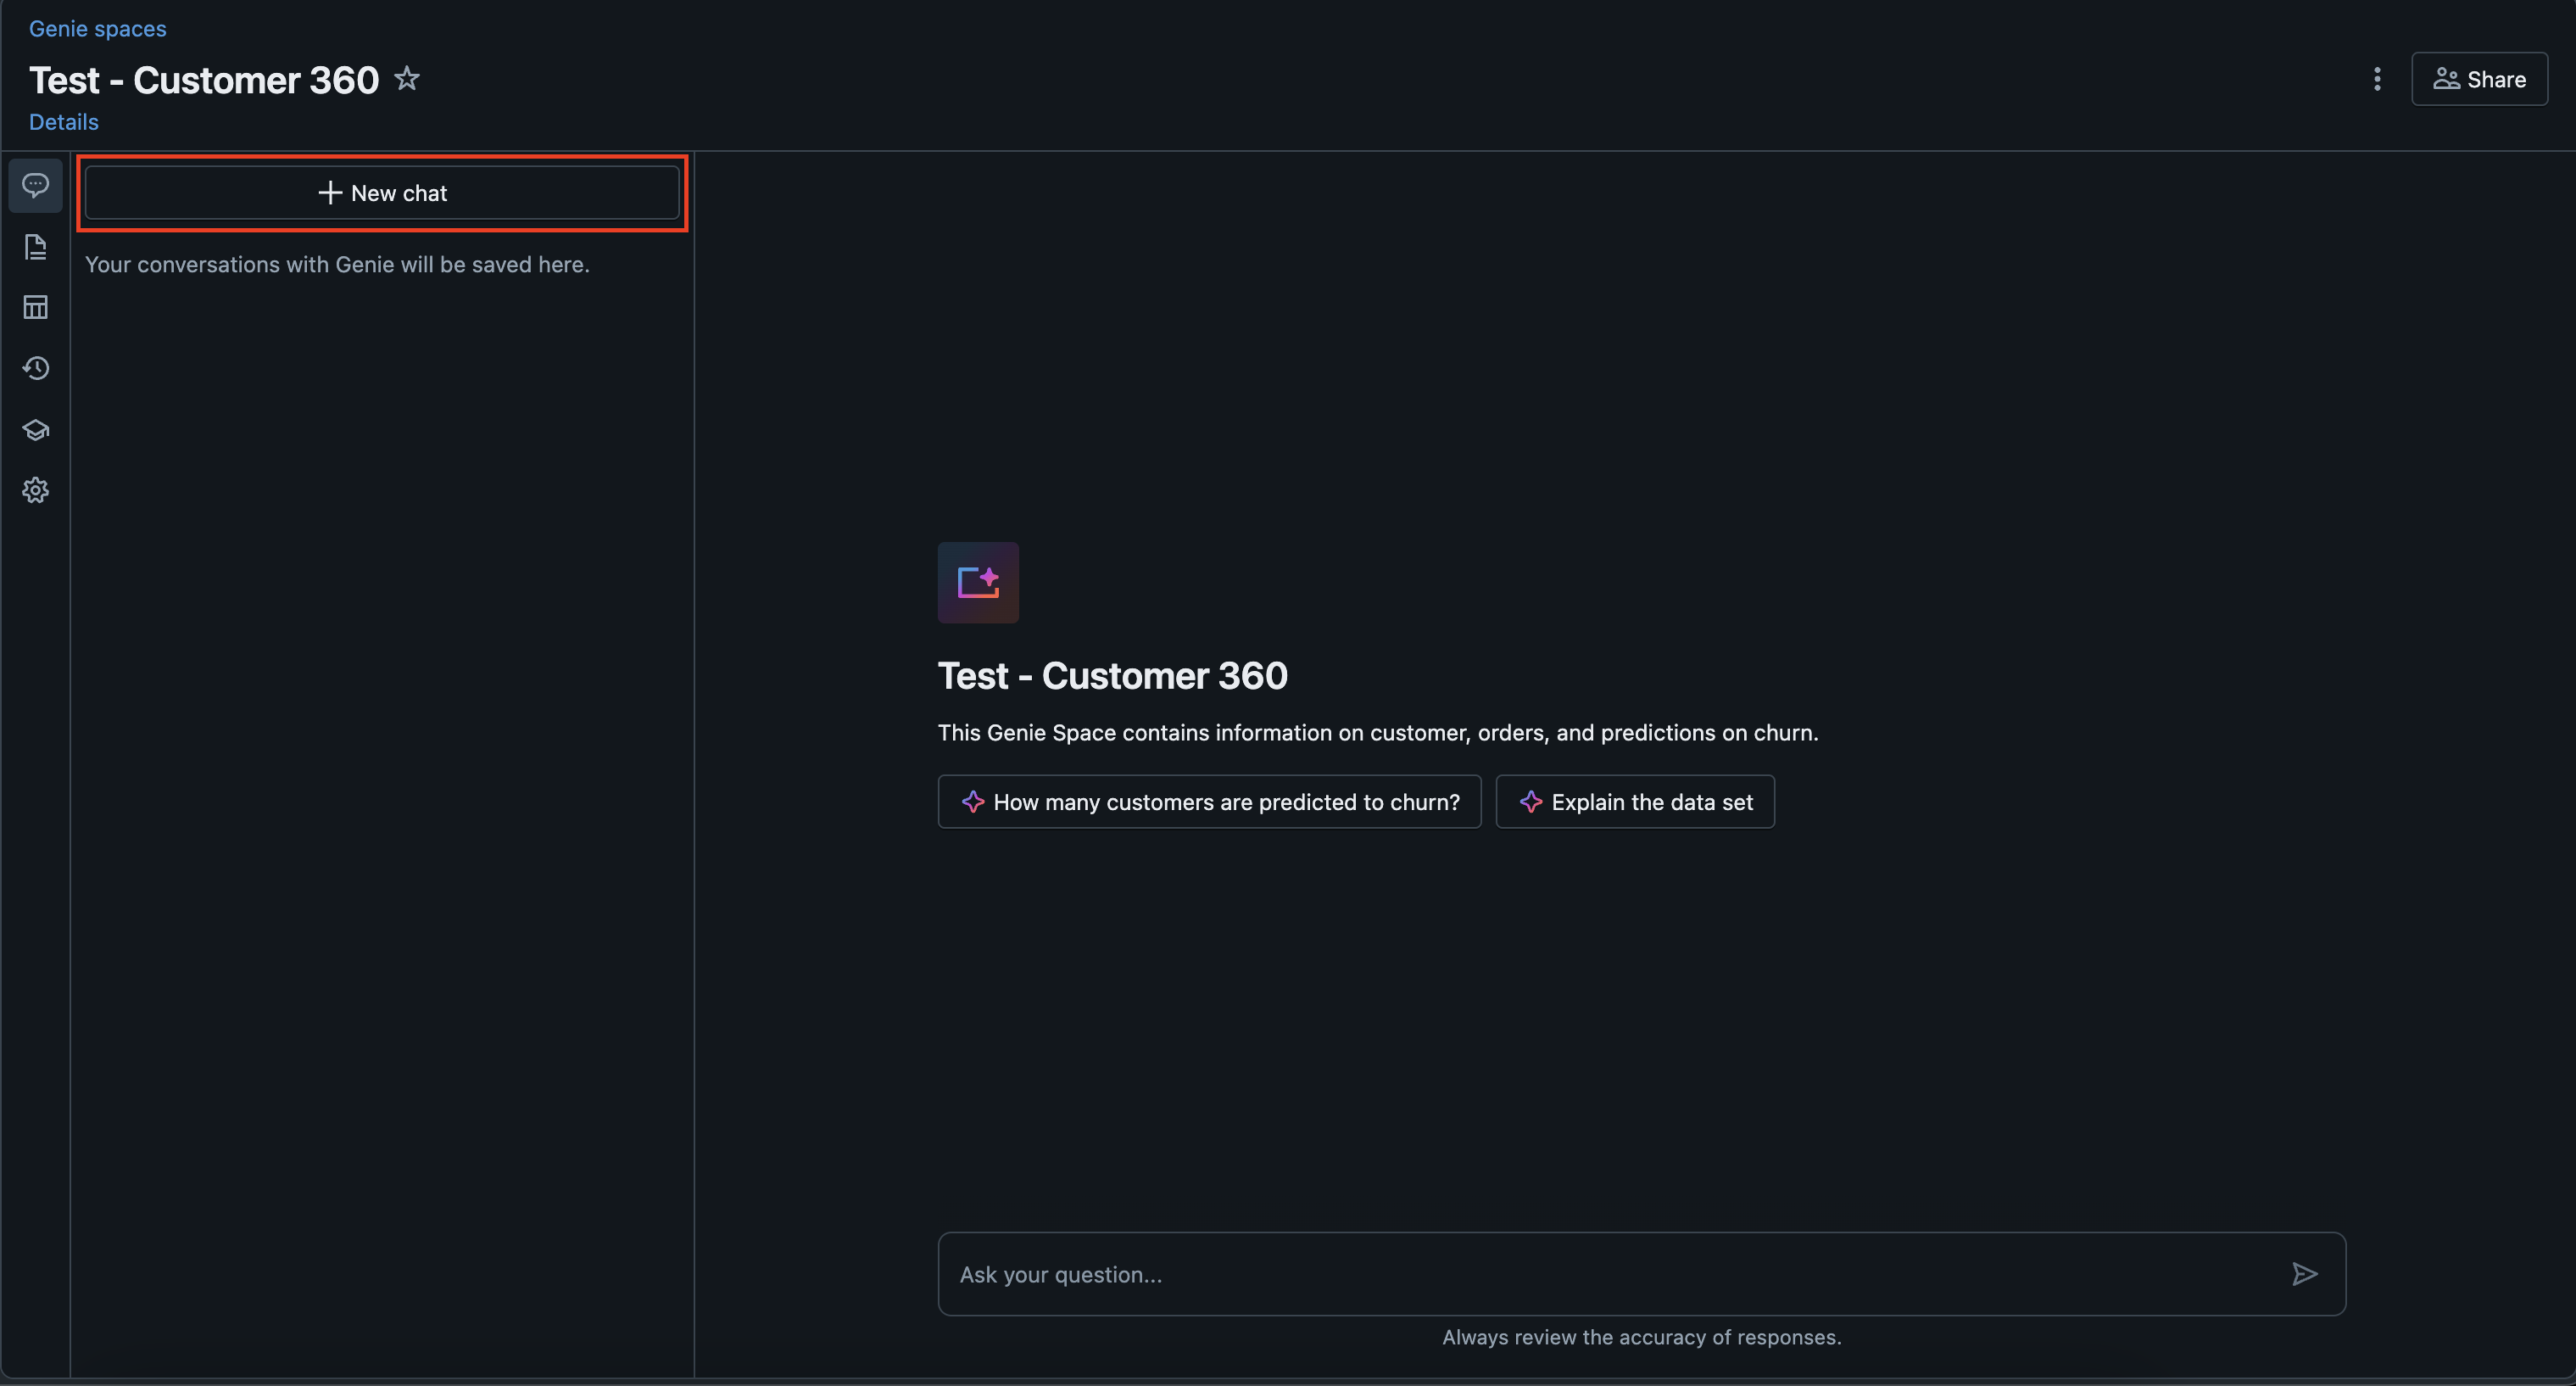 Genie spaces
Test - Customer 360
Details
Share
New chat
Your conversations with Genie will be saved here.
Test - Customer 360
This Genie Space contains information on customer, orders, and predictions on churn.
How many customers are predicted to churn?
Explain the data set
Ask your question...
Always review the accuracy of responses.